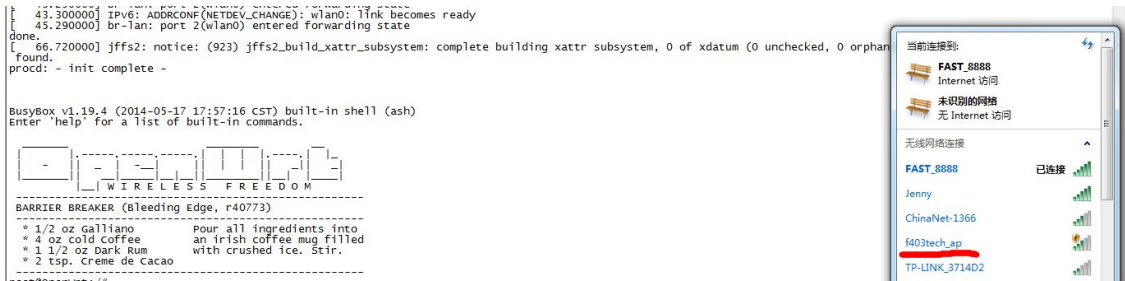 [   43.300000] IPv6: ADDRCONF(NETDEV_CHANGE): wlan0: link becomes ready
[   45.290000] br-lan: port 2(wlan0) entered forwarding state
done.
[   66.720000] jffs2: notice: (923) jffs2_build_xattr_subsystem: complete building xattr subsystem, 0 of xdatum (0 unchecked, 0 orphan
found.
procd: - init complete -
BusyBox v1.19.4 (2014-05-17 17:57:16 CST) built-in shell (ash)
Enter 'help' for a list of built-in commands.
OpenWrt
W I R E L E S S   F R E E D O M
BARRIER BREAKER (Bleeding Edge, r40773)
* 1/2 oz Galliano         Pour all ingredients into
* 4 oz cold Coffee        an irish coffee mug filled
* 1 1/2 oz Dark Rum       with crushed ice. Stir.
* 2 tsp. Creme de Cacao
当前连接到:
FAST_8888
Internet 访问
未识别的网络
无 Internet 访问
无线网络连接
FAST_8888 已连接
Jenny
ChinaNet-1366
f403tech_ap
TP-LINK_3714D2